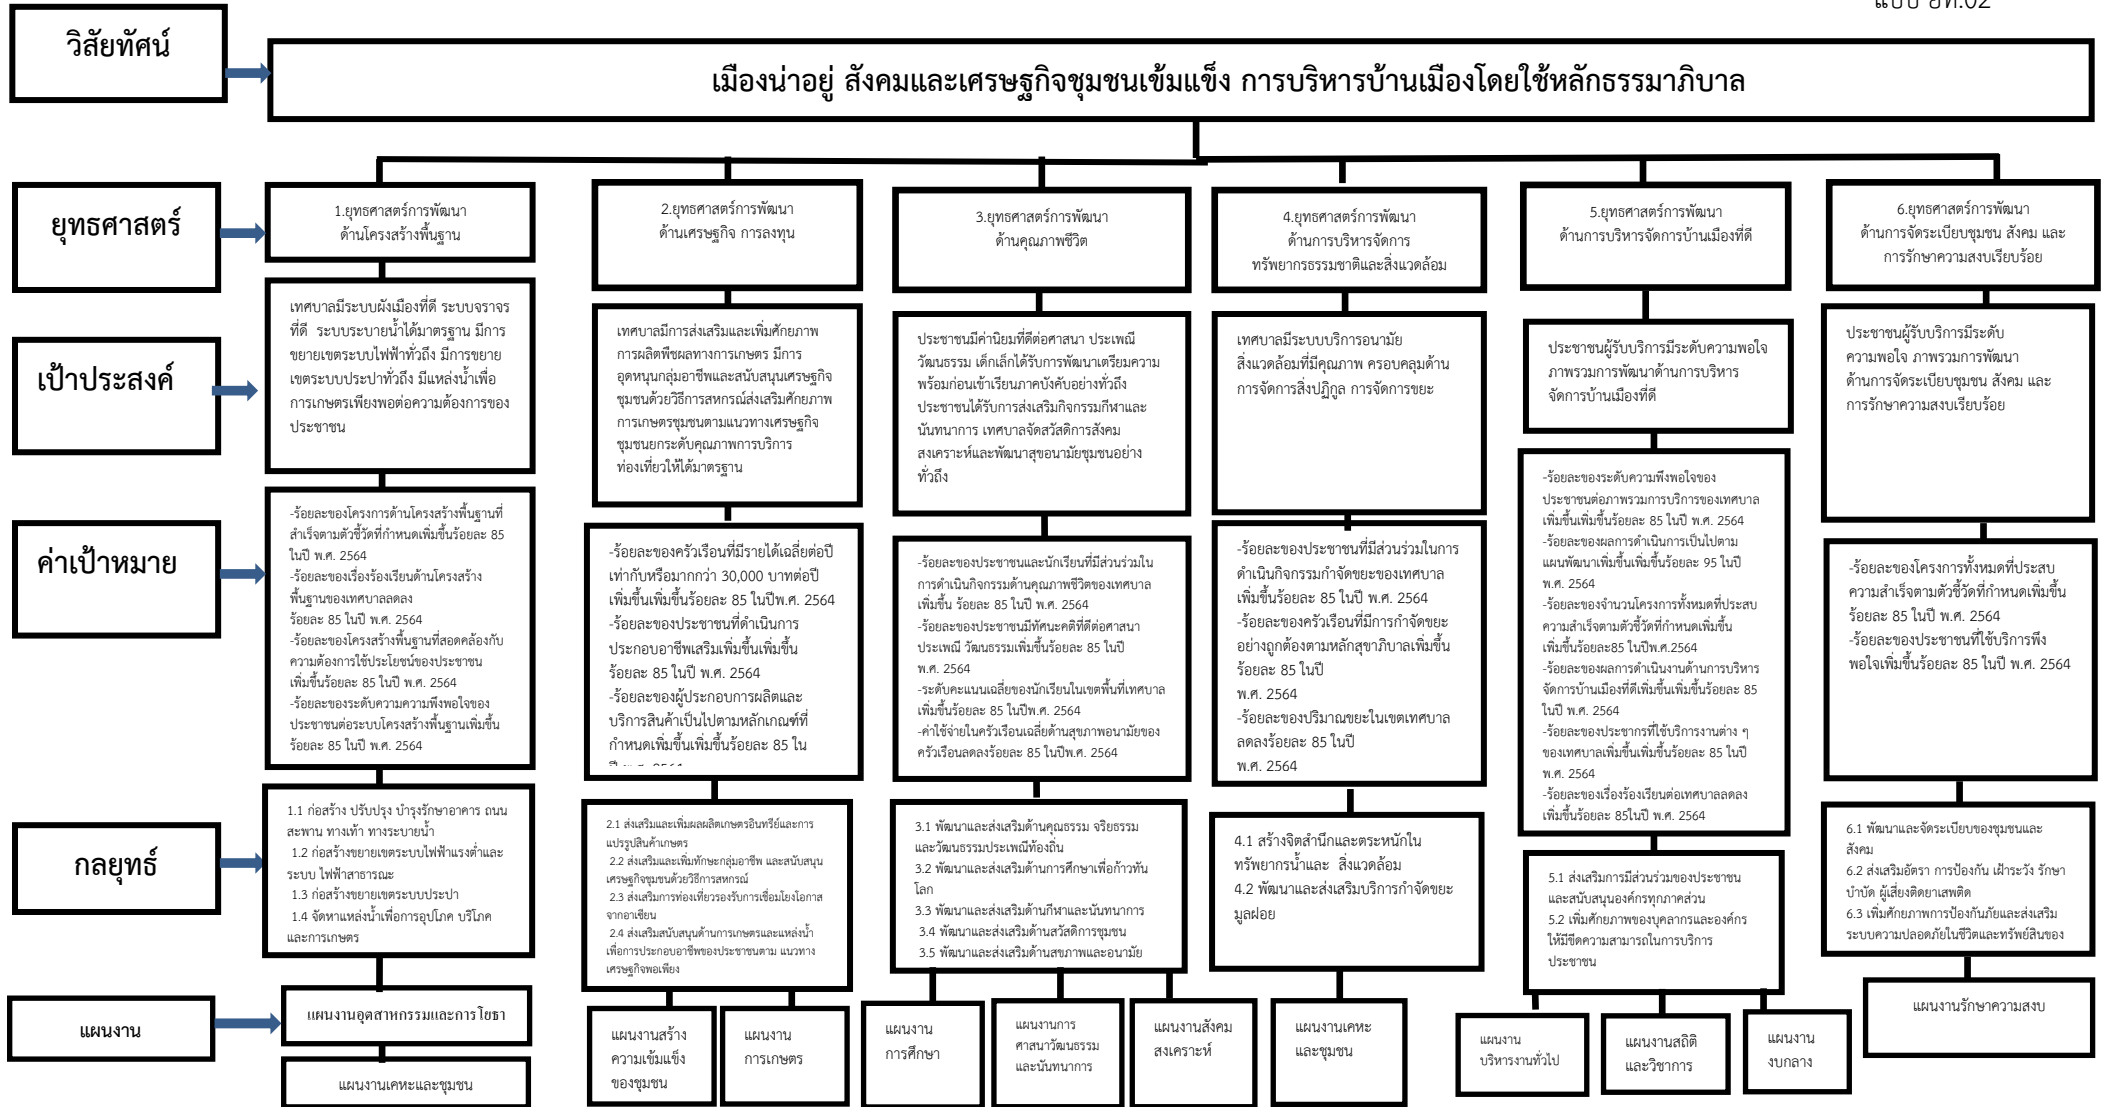 แบบ ยท.02
วิสัยทัศน์
เมืองน่าอยู่ สังคมและเศรษฐกิจชุมชนเข้มแข็ง การบริหารบ้านเมืองโดยใช้หลักธรรมาภิบาล
ยุทธศาสตร์
1.ยุทธศาสตร์การพัฒนา
ด้านโครงสร้างพื้นฐาน
2.ยุทธศาสตร์การพัฒนา
ด้านเศรษฐกิจ การลงทุน
3.ยุทธศาสตร์การพัฒนา
ด้านคุณภาพชีวิต
4.ยุทธศาสตร์การพัฒนา
ด้านการบริหารจัดการ
ทรัพยากรธรรมชาติและสิ่งแวดล้อม
5.ยุทธศาสตร์การพัฒนา
ด้านการบริหารจัดการบ้านเมืองที่ดี
6.ยุทธศาสตร์การพัฒนา
ด้านการจัดระเบียบชุมชน สังคม และ
การรักษาความสงบเรียบร้อย
เป้าประสงค์
เทศบาลมีระบบผังเมืองที่ดี ระบบจราจร
ที่ดี ระบบระบายน้ำได้มาตรฐาน มีการ
ขยายเขตระบบไฟฟ้าทั่วถึง มีการขยาย
เขตระบบประปาทั่วถึง มีแหล่งน้ำเพื่อ
การเกษตรเพียงพอต่อความต้องการของ
ประชาชน
เทศบาลมีการส่งเสริมและเพิ่มศักยภาพ
การผลิตพืชผลทางการเกษตร มีการ
อุดหนุนกลุ่มอาชีพและสนับสนุนเศรษฐกิจ
ชุมชนด้วยวิธีการสหกรณ์ส่งเสริมศักยภาพ
การเกษตรชุมชนตามแนวทางเศรษฐกิจ
ชุมชนยกระดับคุณภาพการบริการ
ท่องเที่ยวให้ได้มาตรฐาน
ประชาชนมีค่านิยมที่ดีต่อศาสนา ประเพณี
วัฒนธรรม เด็กเล็กได้รับการพัฒนาเตรียมความ
พร้อมก่อนเข้าเรียนภาคบังคับอย่างทั่วถึง
ประชาชนได้รับการส่งเสริมกิจกรรมกีฬาและ
นันทนาการ เทศบาลจัดสวัสดิการสังคม
สงเคราะห์และพัฒนาสุขอนามัยชุมชนอย่าง
ทั่วถึง
เทศบาลมีระบบบริการอนามัย
สิ่งแวดล้อมที่มีคุณภาพ ครอบคลุมด้าน
การจัดการสิ่งปฏิกูล การจัดการขยะ
ประชาชนผู้รับบริการมีระดับความพอใจ
ภาพรวมการพัฒนาด้านการบริหาร
จัดการบ้านเมืองที่ดี
ประชาชนผู้รับบริการมีระดับ
ความพอใจ ภาพรวมการพัฒนา
ด้านการจัดระเบียบชุมชน สังคม และ
การรักษาความสงบเรียบร้อย
ค่าเป้าหมาย
-ร้อยละของโครงการด้านโครงสร้างพื้นฐานที่
สำเร็จตามตัวชี้วัดที่กำหนดเพิ่มขึ้นร้อยละ 85
ในปี พ.ศ. 2564
-ร้อยละของเรื่องร้องเรียนด้านโครงสร้าง
พื้นฐานของเทศบาลลดลง
ร้อยละ 85 ในปี พ.ศ. 2564
-ร้อยละของโครงสร้างพื้นฐานที่สอดคล้องกับ
ความต้องการใช้ประโยชน์ของประชาชน
เพิ่มขึ้นร้อยละ 85 ในปี พ.ศ. 2564
-ร้อยละของระดับความความพึงพอใจของ
ประชาชนต่อระบบโครงสร้างพื้นฐานเพิ่มขึ้น
ร้อยละ 85 ในปี พ.ศ. 2564
-ร้อยละของครัวเรือนที่มีรายได้เฉลี่ยต่อปี
เท่ากับหรือมากกว่า 30,000 บาทต่อปี
เพิ่มขึ้นเพิ่มขึ้นร้อยละ 85 ในปีพ.ศ. 2564
-ร้อยละของประชาชนที่ดำเนินการ
ประกอบอาชีพเสริมเพิ่มขึ้นเพิ่มขึ้น
ร้อยละ 85 ในปี พ.ศ. 2564
-ร้อยละของผู้ประกอบการผลิตและ
บริการสินค้าเป็นไปตามหลักเกณฑ์ที่
กำหนดเพิ่มขึ้นเพิ่มขึ้นร้อยละ 85 ใน
-ร้อยละของประชาชนและนักเรียนที่มีส่วนร่วมใน
การดำเนินกิจกรรมด้านคุณภาพชีวิตของเทศบาล
เพิ่มขึ้น ร้อยละ 85 ในปี พ.ศ. 2564
-ร้อยละของประชาชนมีทัศนะคติที่ดีต่อศาสนา
ประเพณี วัฒนธรรมเพิ่มขึ้นร้อยละ 85 ในปี
พ.ศ. 2564
-ระดับคะแนนเฉลี่ยของนักเรียนในเขตพื้นที่เทศบาล
เพิ่มขึ้นร้อยละ 85 ในปีพ.ศ. 2564
-ค่าใช้จ่ายในครัวเรือนเฉลี่ยด้านสุขภาพอนามัยของ
ครัวเรือนลดลงร้อยละ 85 ในปีพ.ศ. 2564
-ร้อยละของประชาชนที่มีส่วนร่วมในการ
ดำเนินกิจกรรมกำจัดขยะของเทศบาล
เพิ่มขึ้นร้อยละ 85 ในปี พ.ศ. 2564
-ร้อยละของครัวเรือนที่มีการกำจัดขยะ
อย่างถูกต้องตามหลักสุขาภิบาลเพิ่มขึ้น
ร้อยละ 85 ในปี
พ.ศ. 2564
-ร้อยละของปริมาณขยะในเขตเทศบาล
ลดลงร้อยละ 85 ในปี
พ.ศ. 2564
-ร้อยละของระดับความพึงพอใจของ
ประชาชนต่อภาพรวมการบริการของเทศบาล
เพิ่มขึ้นเพิ่มขึ้นร้อยละ 85 ในปี พ.ศ. 2564
-ร้อยละของผลการดำเนินการเป็นไปตาม
แผนพัฒนาเพิ่มขึ้นเพิ่มขึ้นร้อยละ 95 ในปี
พ.ศ. 2564
-ร้อยละของจำนวนโครงการทั้งหมดที่ประสบ
ความสำเร็จตามตัวชี้วัดที่กำหนดเพิ่มขึ้น
เพิ่มขึ้นร้อยละ85 ในปีพ.ศ.2564
-ร้อยละของผลการดำเนินงานด้านการบริหาร
จัดการบ้านเมืองที่ดีเพิ่มขึ้นเพิ่มขึ้นร้อยละ 85
ในปี พ.ศ. 2564
-ร้อยละของประชากรที่ใช้บริการงานต่าง ๆ
ของเทศบาลเพิ่มขึ้นเพิ่มขึ้นร้อยละ 85 ในปี
พ.ศ. 2564
-ร้อยละของเรื่องร้องเรียนต่อเทศบาลลดลง
เพิ่มขึ้นร้อยละ 85ในปี พ.ศ. 2564
-ร้อยละของโครงการทั้งหมดที่ประสบ
ความสำเร็จตามตัวชี้วัดที่กำหนดเพิ่มขึ้น
ร้อยละ 85 ในปี พ.ศ. 2564
-ร้อยละของประชาชนที่ใช้บริการพึง
พอใจเพิ่มขึ้นร้อยละ 85 ในปี พ.ศ. 2564
กลยุทธ์
1.1 ก่อสร้าง ปรับปรุง บำรุงรักษาอาคาร ถนน
สะพาน ทางเท้า ทางระบายน้ำ
1.2 ก่อสร้างขยายเขตระบบไฟฟ้าแรงต่ำและ
ระบบ ไฟฟ้าสาธารณะ
1.3 ก่อสร้างขยายเขตระบบประปา
1.4 จัดหาแหล่งน้ำเพื่อการอุปโภค บริโภค
และการเกษตร
2.1 ส่งเสริมและเพิ่มผลผลิตเกษตรอินทรีย์และการ
แปรรูปสินค้าเกษตร
2.2 ส่งเสริมและเพิ่มทักษะกลุ่มอาชีพ และสนับสนุน
เศรษฐกิจชุมชนด้วยวิธีการสหกรณ์
2.3 ส่งเสริมการท่องเที่ยวรองรับการเชื่อมโยงโอกาส
จากอาเซียน
2.4 ส่งเสริมสนับสนุนด้านการเกษตรและแหล่งน้ำ
เพื่อการประกอบอาชีพของประชาชนตาม แนวทาง
เศรษฐกิจพอเพียง
3.1 พัฒนาและส่งเสริมด้านคุณธรรม จริยธรรม
และวัฒนธรรมประเพณีท้องถิ่น
3.2 พัฒนาและส่งเสริมด้านการศึกษาเพื่อก้าวทัน
โลก
3.3 พัฒนาและส่งเสริมด้านกีฬาและนันทนาการ
3.4 พัฒนาและส่งเสริมด้านสวัสดิการชุมชน
3.5 พัฒนาและส่งเสริมด้านสุขภาพและอนามัย
4.1 สร้างจิตสำนึกและตระหนักใน
ทรัพยากรน้ำและ สิ่งแวดล้อม
4.2 พัฒนาและส่งเสริมบริการกำจัดขยะ
มูลฝอย
5.1 ส่งเสริมการมีส่วนร่วมของประชาชน
และสนับสนุนองค์กรทุกภาคส่วน
5.2 เพิ่มศักยภาพของบุคลากรและองค์กร
ให้มีขีดความสามารถในการบริการ
ประชาชน
6.1 พัฒนาและจัดระเบียบของชุมชนและ
สังคม
6.2 ส่งเสริมอัตรา การป้องกัน เฝ้าระวัง รักษา
บำบัด ผู้เสี่ยงติดยาเสพติด
6.3 เพิ่มศักยภาพการป้องกันภัยและส่งเสริม
ระบบความปลอดภัยในชีวิตและทรัพย์สินของ
แผนงาน
แผนงานอุตสาหกรรมและการโยธา
แผนงานเคหะและชุมชน
แผนงานสร้าง
ความเข้มแข็ง
ของชุมชน
แผนงาน
การเกษตร
แผนงาน
การศึกษา
แผนงานการ
ศาสนาวัฒนธรรม
และนันทนาการ
แผนงานสังคม
สงเคราะห์
แผนงานเคหะ
และชุมชน
แผนงาน
บริหารงานทั่วไป
แผนงานสถิติ
และวิชาการ
แผนงาน
งบกลาง
แผนงานรักษาความสงบ